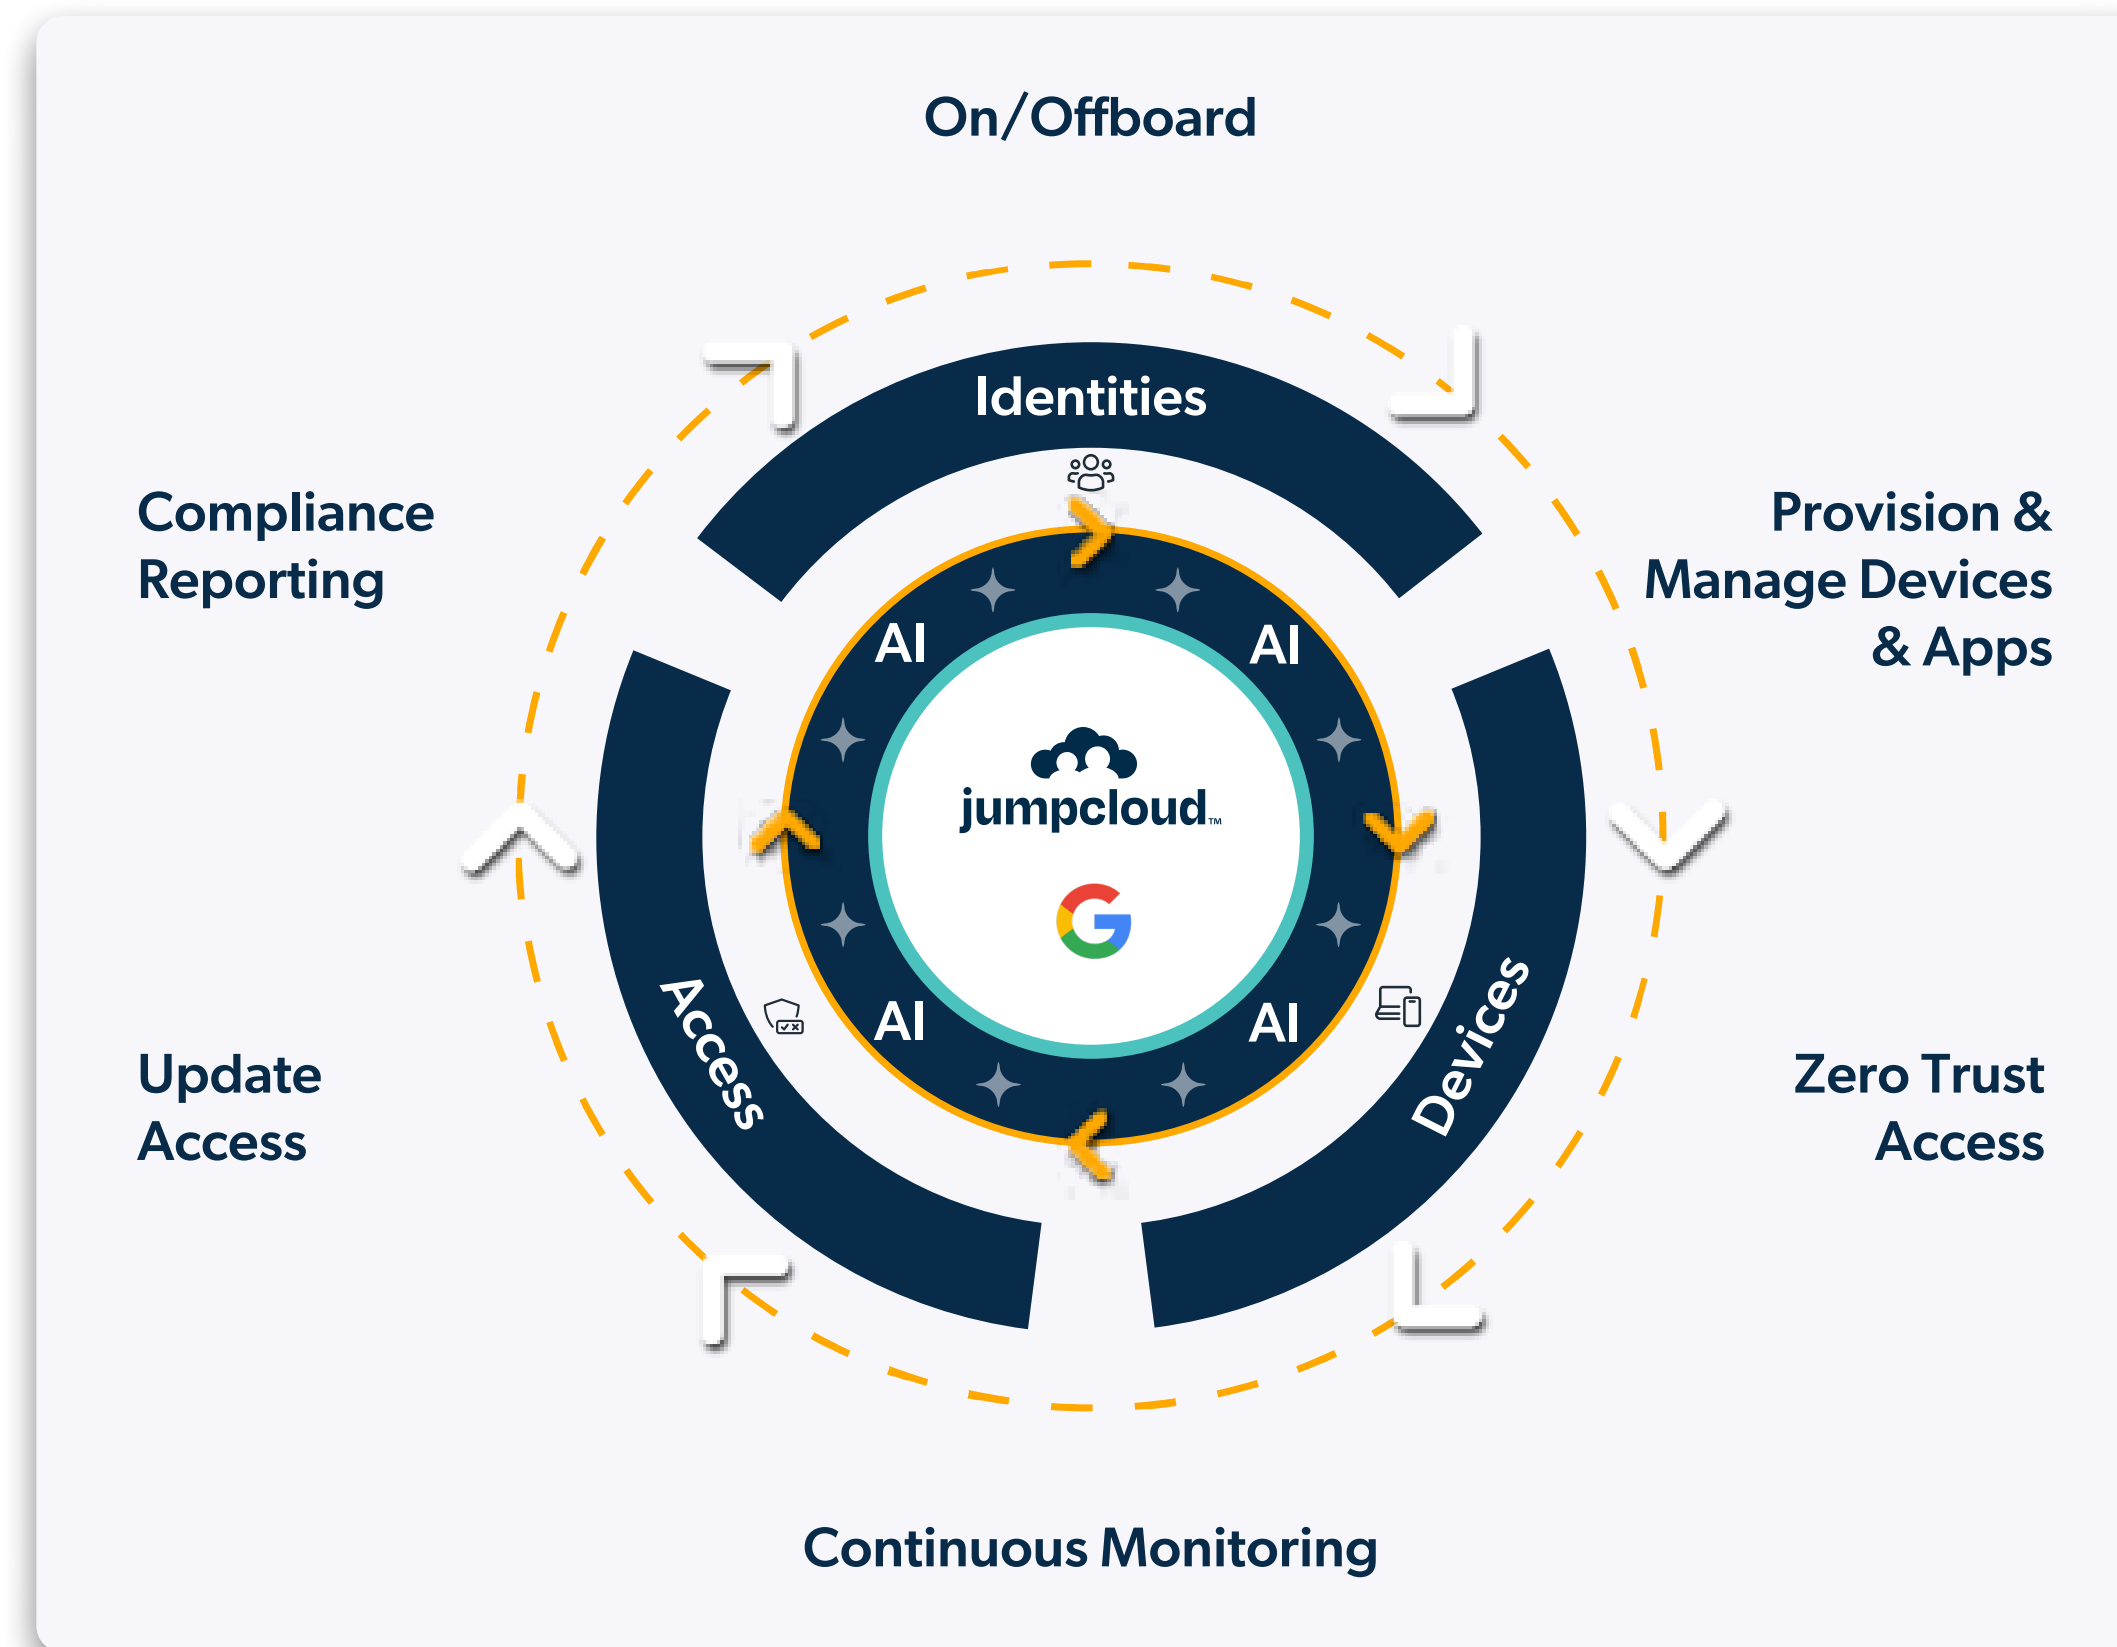 On/Offboard
Identities
Compliance
Reporting
Provision &
Manage Devices
& Apps
AI
AI
jumpcloud™
Access
AI
AI
Devices
Update
Access
Zero Trust
Access
Continuous Monitoring